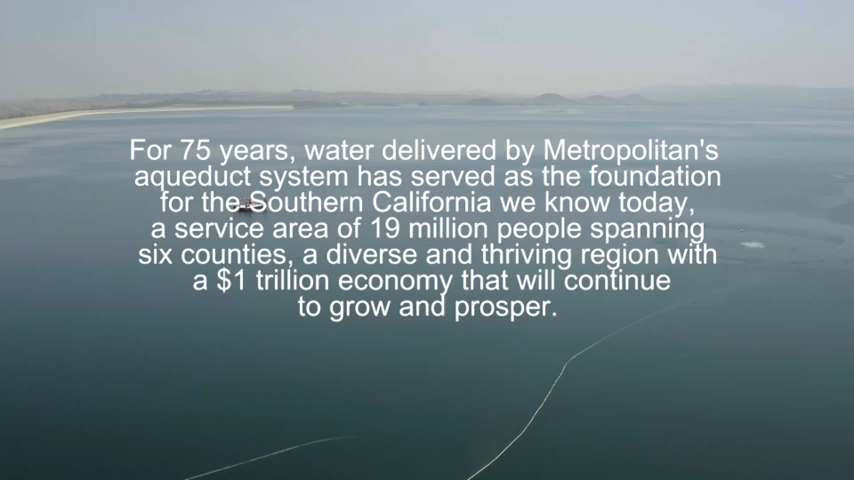 For 75 years, water delivered by Metropolitan's
aqueduct system has served as the foundation
for the Southern California we know today,
a service area of 19 million people spanning
six counties, a diverse and thriving region with
a $1 trillion economy that will continue
to grow and prosper.